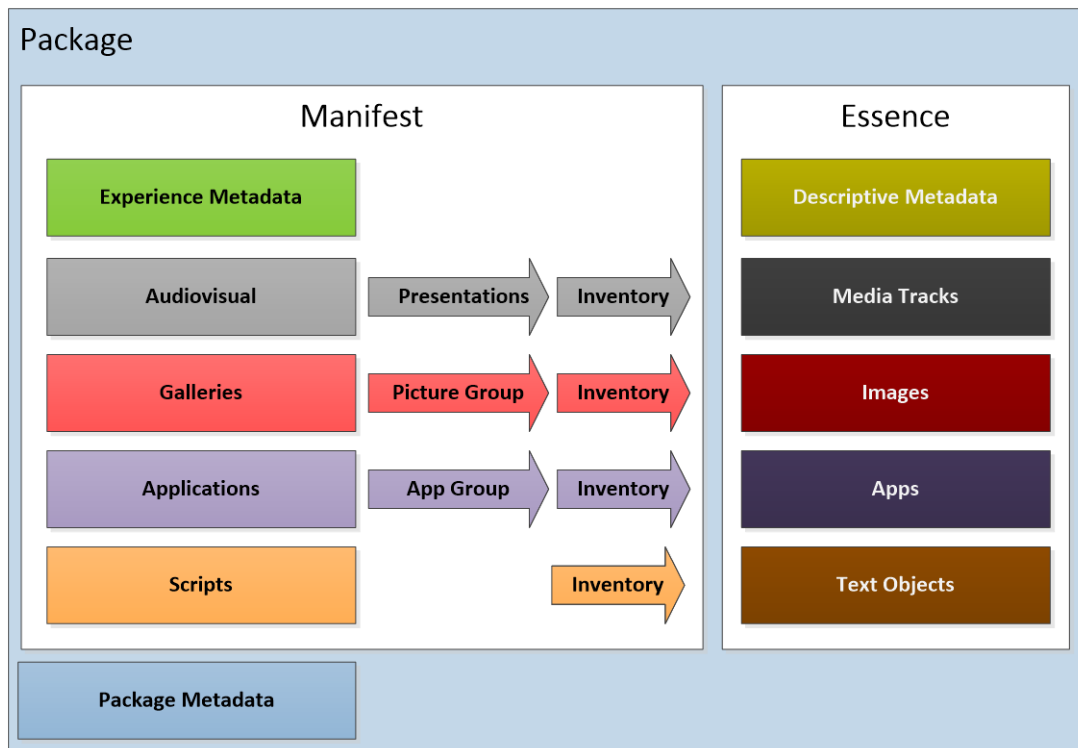 Package
Manifest
Essence
Experience Metadata
Descriptive Metadata
Audiovisual
Presentations
Inventory
Media Tracks
Galleries
Picture Group
Inventory
Images
Applications
App Group
Inventory
Apps
Scripts
Inventory
Text Objects
Package Metadata